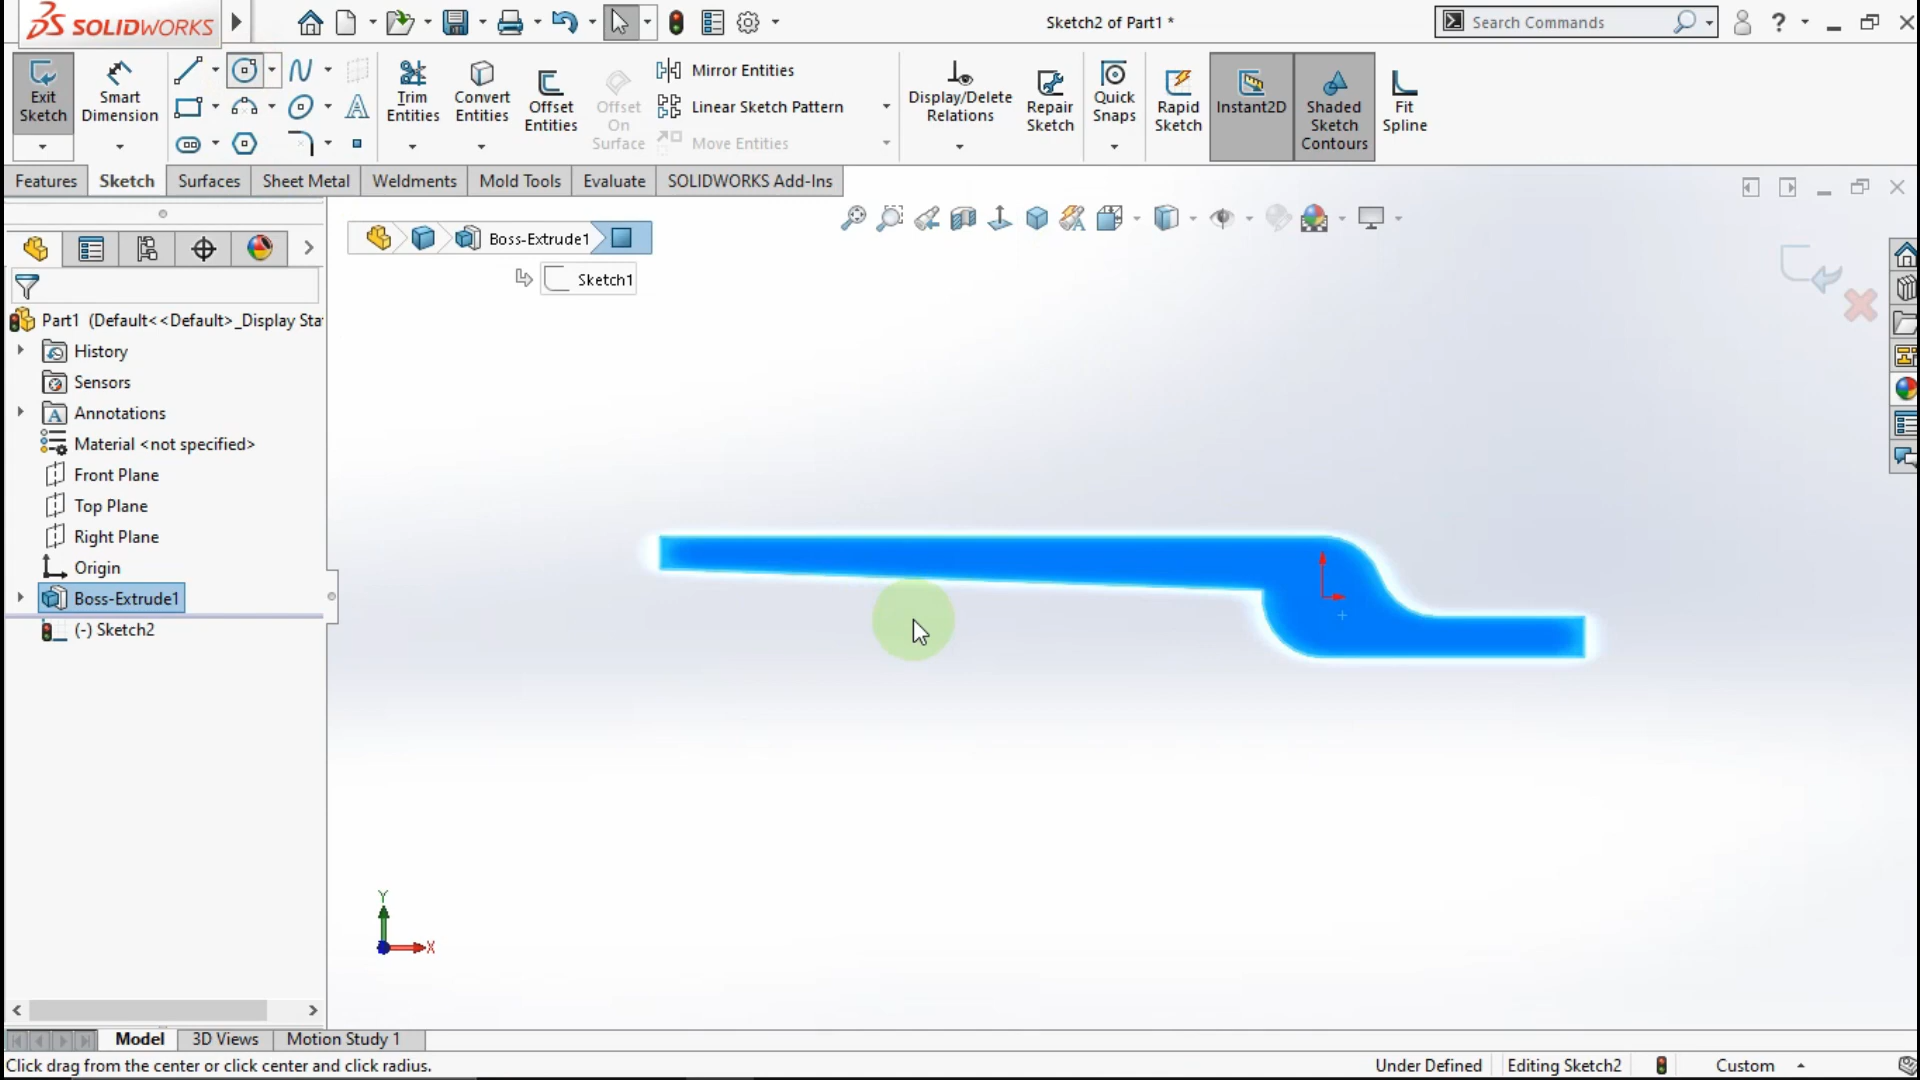 SOLIDWORKS
Sketch2 of Part1 *
Search Commands
?
Exit Sketch
Smart Dimension
Trim Entities
Convert Entities
Offset Entities
Offset On Surface
Mirror Entities
Linear Sketch Pattern
Move Entities
Display/Delete Relations
Repair Sketch
Quick Snaps
Rapid Sketch
Instant2D
Shaded Sketch Contours
Fit Spline
Features
Sketch
Surfaces
Sheet Metal
Weldments
Mold Tools
Evaluate
SOLIDWORKS Add-Ins
Boss-Extrude1
Sketch1
Part1 (Default<<Default>_Display Sta
History
Sensors
Annotations
Material <not specified>
Front Plane
Top Plane
Right Plane
Origin
Boss-Extrude1
(-) Sketch2
Y
X
Model
3D Views
Motion Study 1
Click drag from the center or click center and click radius.
Under Defined
Editing Sketch2
Custom